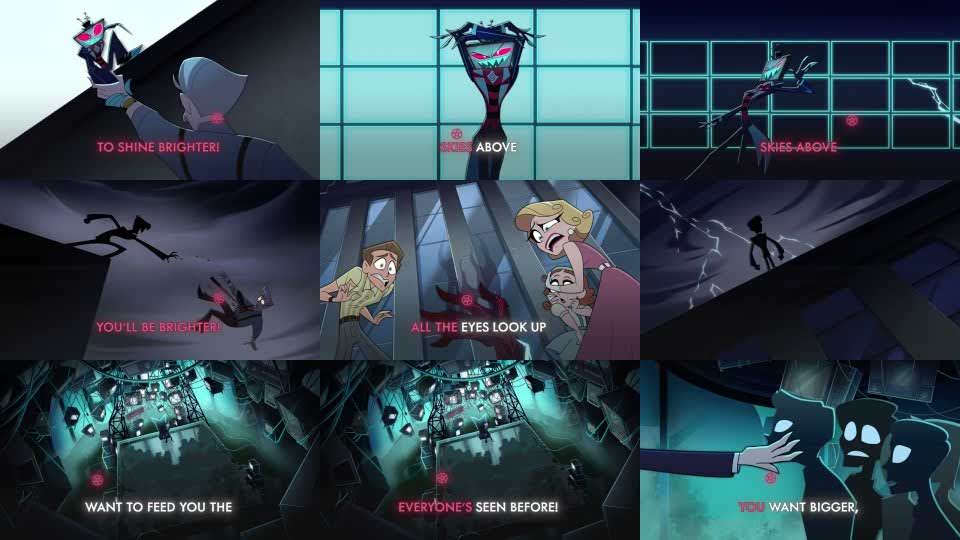 TO SHINE BRIGHTER!
SKIES ABOVE
SKIES ABOVE
YOU'LL BE BRIGHTER!
ALL THE EYES LOOK UP
WANT TO FEED YOU THE
EVERYONE'S SEEN BEFORE!
YOU WANT BIGGER,